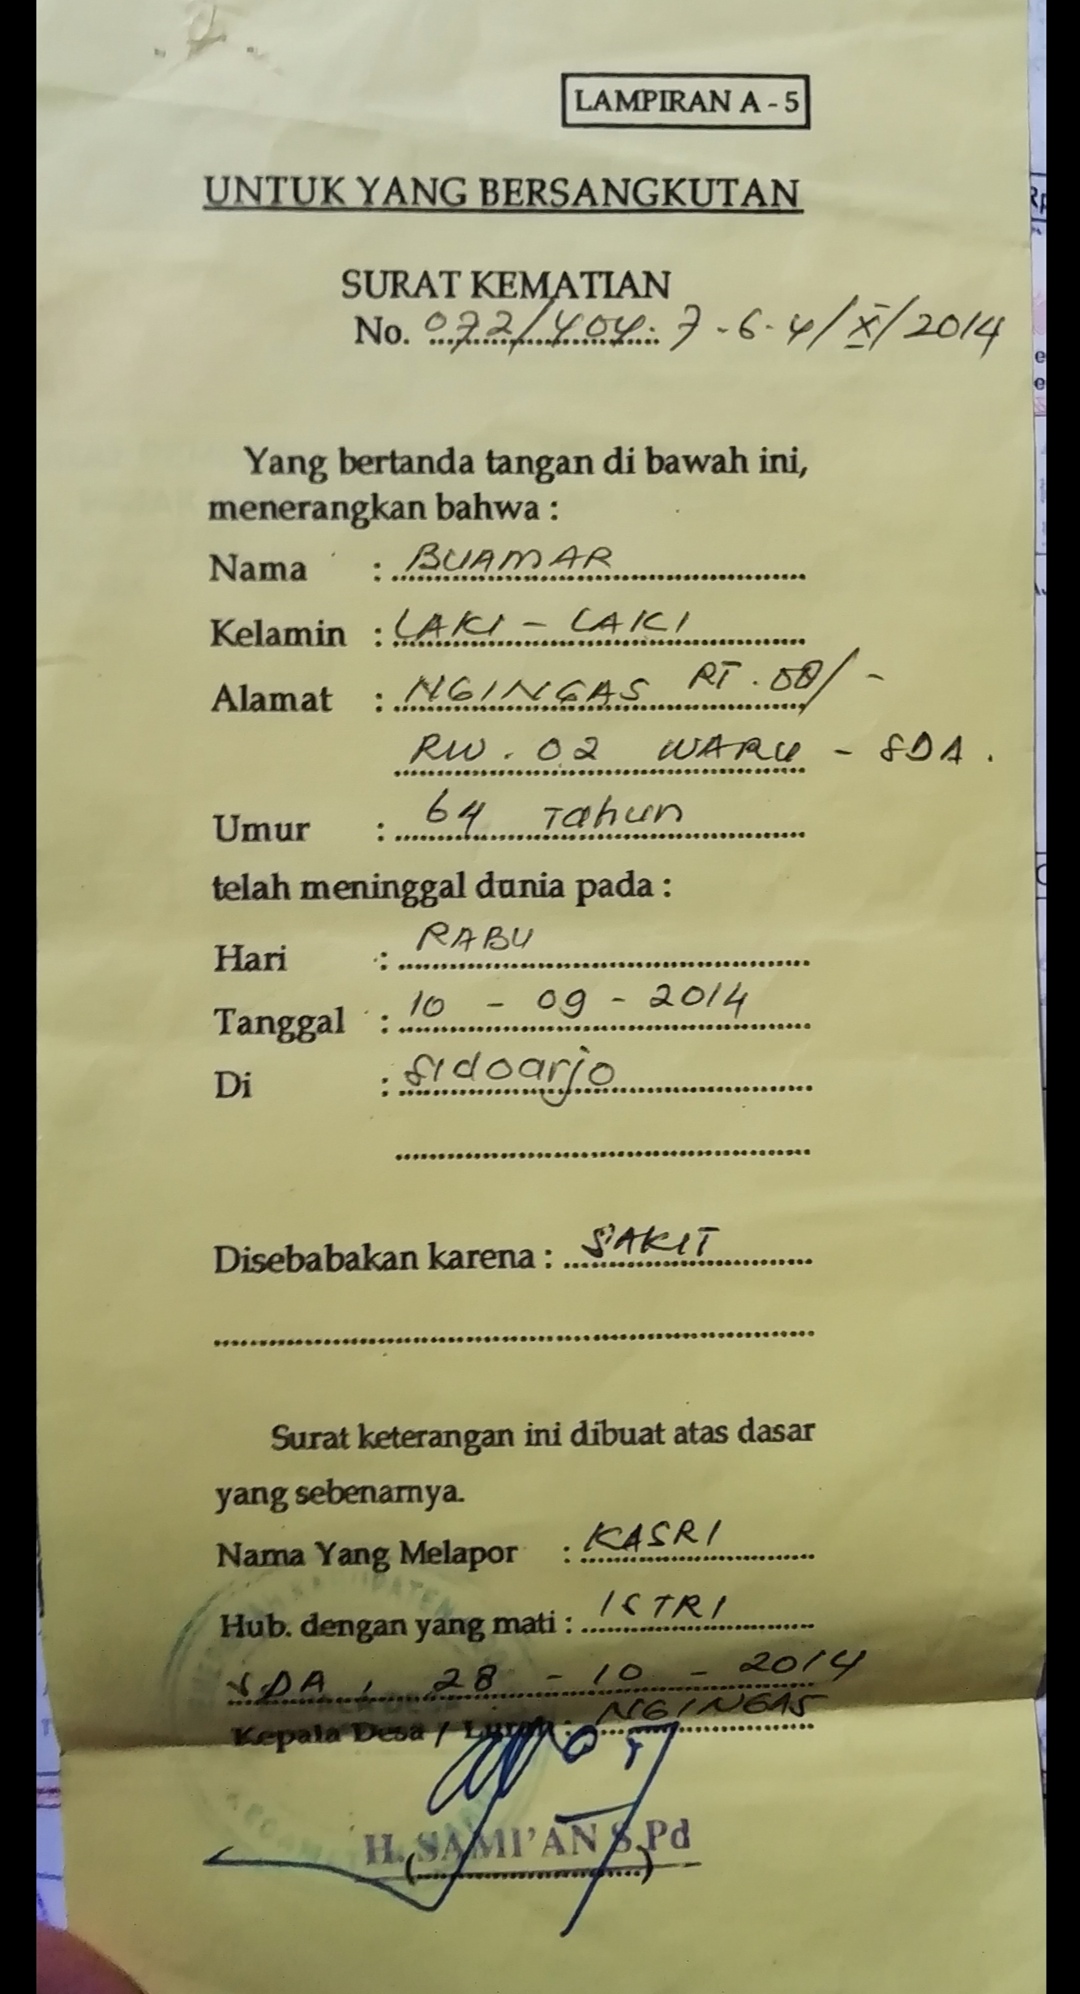 LAMPIRAN A - 5
UNTUK YANG BERSANGKUTAN
SURAT KEMATIAN
No. 072/404. 7 - 6 - 4/X/2014
Yang bertanda tangan di bawah ini,
menerangkan bahwa :
Nama : BUAMAR
Kelamin : LAKI - LAKI
Alamat : NGINGAS RT . 08/ -
RW . 02 WARU - SDA .
Umur : 64 Tahun
telah meninggal dunia pada :
Hari : RABU
Tanggal : 10 - 09 - 2014
Di : Sidoarjo
Disebabakan karena : SAKIT
Surat keterangan ini dibuat atas dasar
yang sebenarnya.
Nama Yang Melapor : KASRI
Hub. dengan yang mati : ISTRI
SDA , 28 - 10 - 2014
Kepala Desa / Lurah : NGINGAS
H. SAMI'AN S.Pd